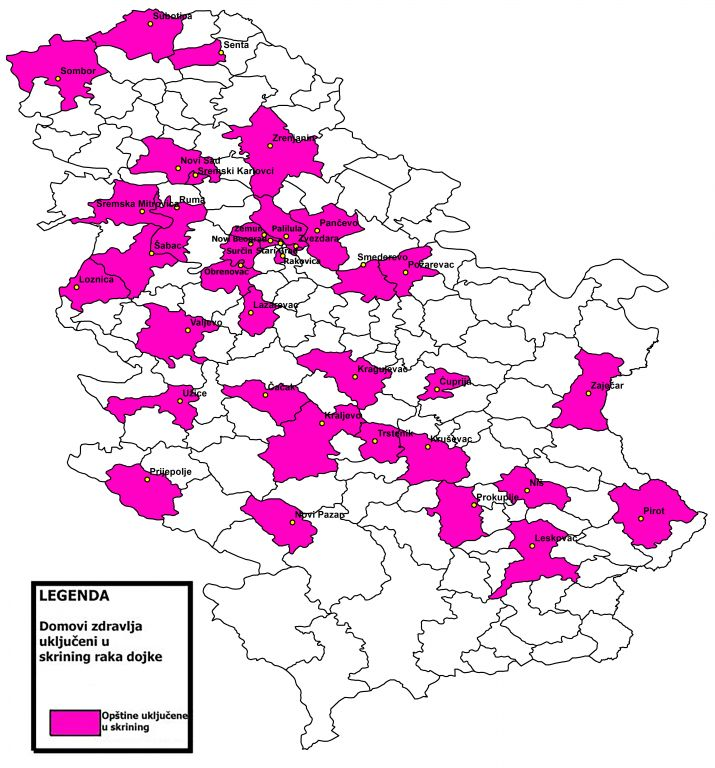 Subotica
Senta
Sombor
Zrenjanin
Novi Sad
Sremski Karlovci
Ruma
Sremska Mitrovica
Pančevo
Zemun
Palilula
Novi Beograd
Zvezdara
Šabac
Surčin
Stari grad
Rakovica
Smederevo
Požarevac
Obrenovac
Loznica
Lazarevac
Valjevo
Kragujevac
Ćuprija
Zaječar
Čačak
Užice
Kraljevo
Trstenik
Kruševac
Prijepolje
Niš
Prokuplje
Pirot
Novi Pazar
Leskovac
LEGENDA
Domovi zdravlja
uključeni u
skrining raka dojke
Opštine uključene
u skrining